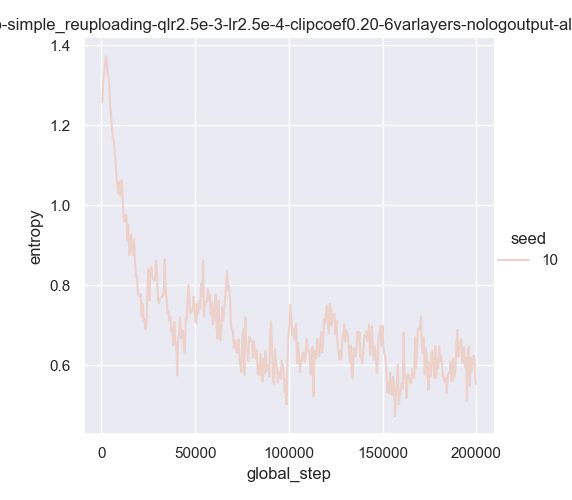 -simple_reuploading-qlr2.5e-3-lr2.5e-4-clipcoef0.20-6varlayers-nologoutput-al
1.4
1.2
1.0
0.8
0.6
entropy
0
50000
100000
150000
200000
global_step
seed
10